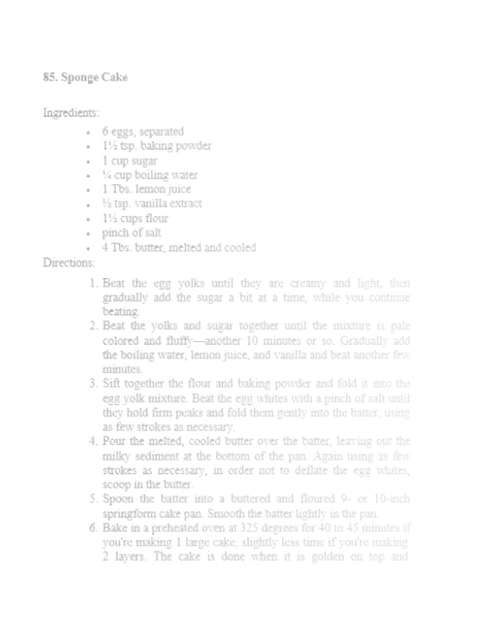 85. Sponge Cake
Ingredients:
• 6 eggs, separated
• 1½ tsp. baking powder
• 1 cup sugar
• ¼ cup boiling water
• 1 Tbs. lemon juice
• ½ tsp. vanilla extract
• 1½ cups flour
• pinch of salt
• 4 Tbs. butter, melted and cooled
Directions:
1. Beat the egg yolks until they are creamy and light, then
gradually add the sugar a bit at a time, while you continue
beating.
2. Beat the yolks and sugar together until the mixture is pale
colored and fluffy—another 10 minutes or so. Gradually add
the boiling water, lemon juice, and vanilla and beat another few
minutes.
3. Sift together the flour and baking powder and fold it into the
egg yolk mixture. Beat the egg whites with a pinch of salt until
they hold firm peaks and fold them gently into the batter, using
as few strokes as necessary.
4. Pour the melted, cooled butter over the batter, leaving out the
milky sediment at the bottom of the pan. Again using as few
strokes as necessary, in order not to deflate the egg whites,
scoop in the butter.
5. Spoon the batter into a buttered and floured 9- or 10-inch
springform cake pan. Smooth the batter lightly in the pan.
6. Bake in a preheated oven at 325 degrees for 40 to 45 minutes if
you're making 1 large cake, slightly less time if you're making
2 layers. The cake is done when it is golden on top and